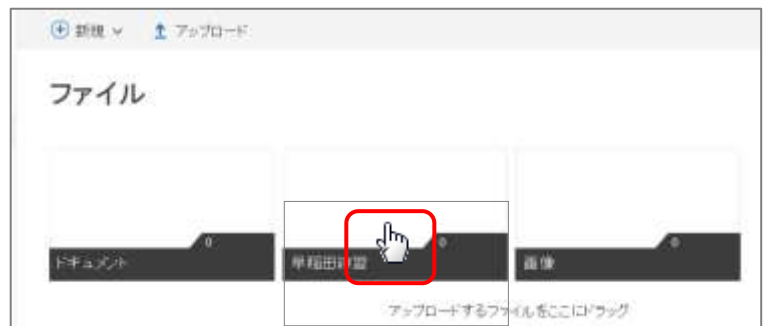 新規 アップロード
ファイル
0 0 0
ドキュメント 早稲田練習 画像
アップロードするファイルをここにドラッグ